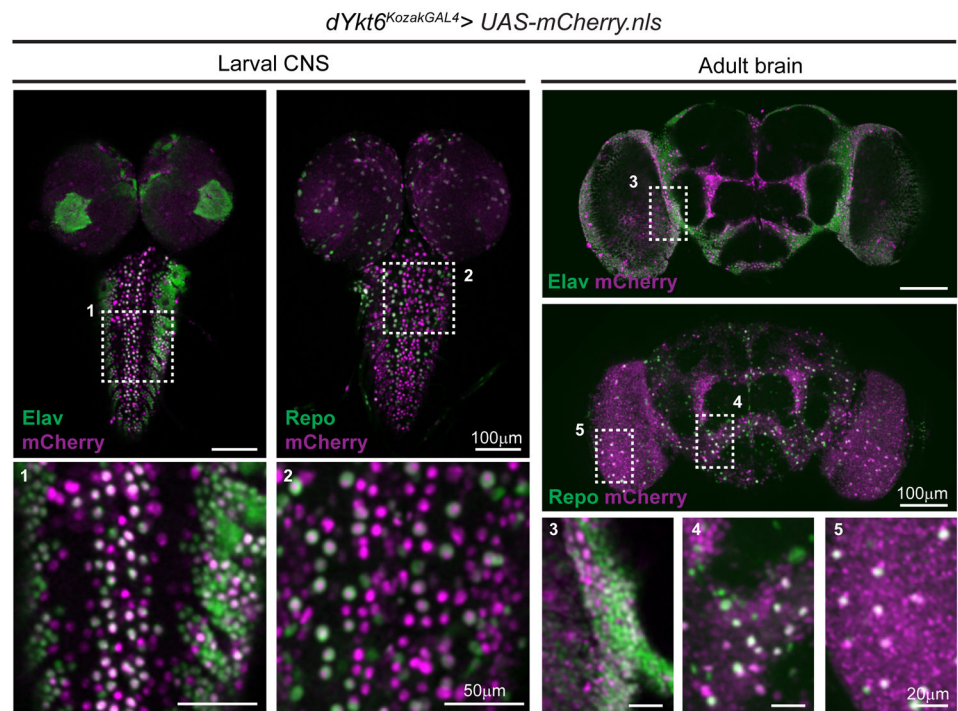 dYkt6KozakGAL4> UAS-mCherry.nls
Larval CNS
Adult brain
1
Elav
mCherry
2
Repo
mCherry
100μm
3
Elav mCherry
4
5
Repo mCherry
100μm
1
2
50μm
3
4
5
20μm